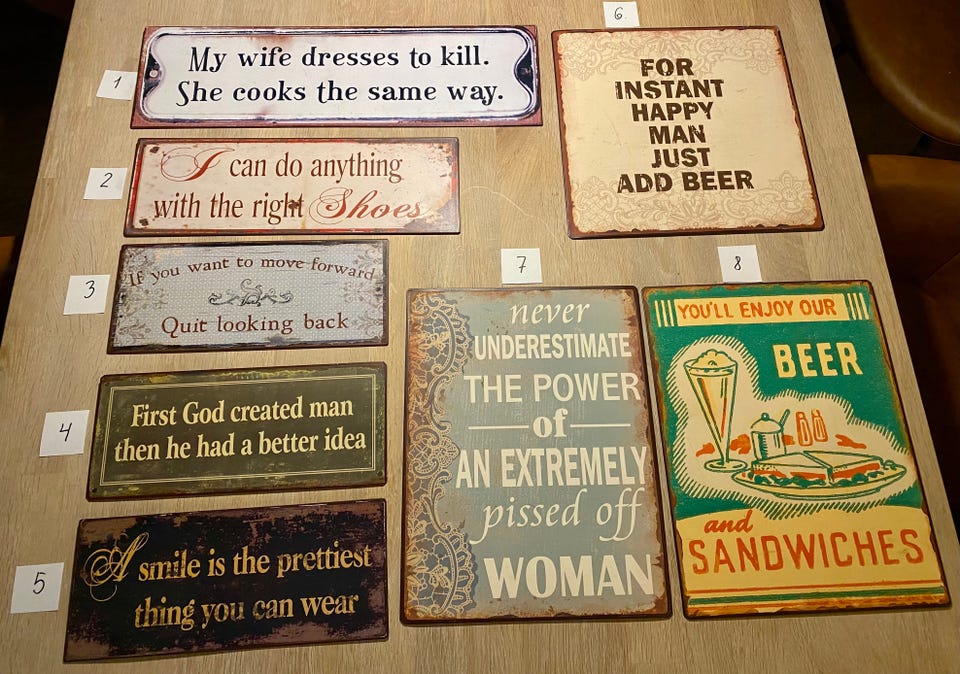 1
My wife dresses to kill.
She cooks the same way.
2
I can do anything
with the right Shoes
3
If you want to move forward
Quit looking back
4
First God created man
then he had a better idea
5
A smile is the prettiest
thing you can wear
6
FOR
INSTANT
HAPPY
MAN
JUST
ADD BEER
7
never
UNDERESTIMATE
THE POWER
of
AN EXTREMELY
pissed off
WOMAN
8
YOU'LL ENJOY OUR
BEER
and
SANDWICHES